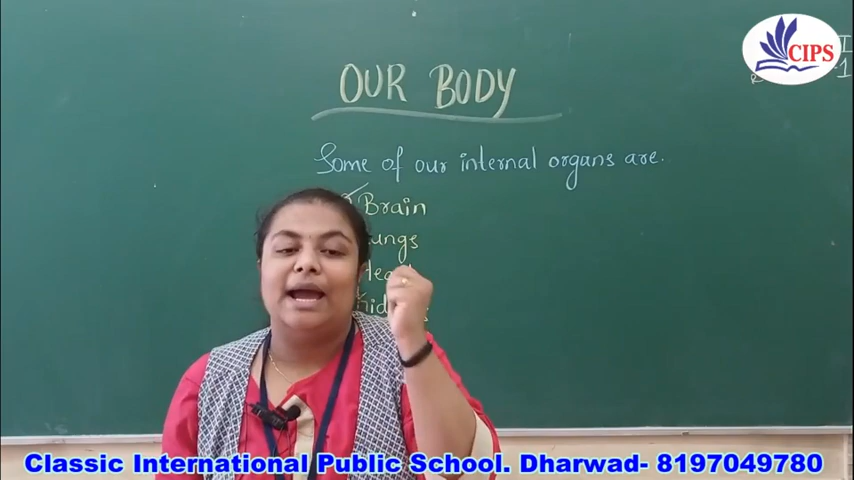 CIPS
OUR BODY
Some of our internal organs are.
Brain
Classic International Public School. Dharwad- 8197049780